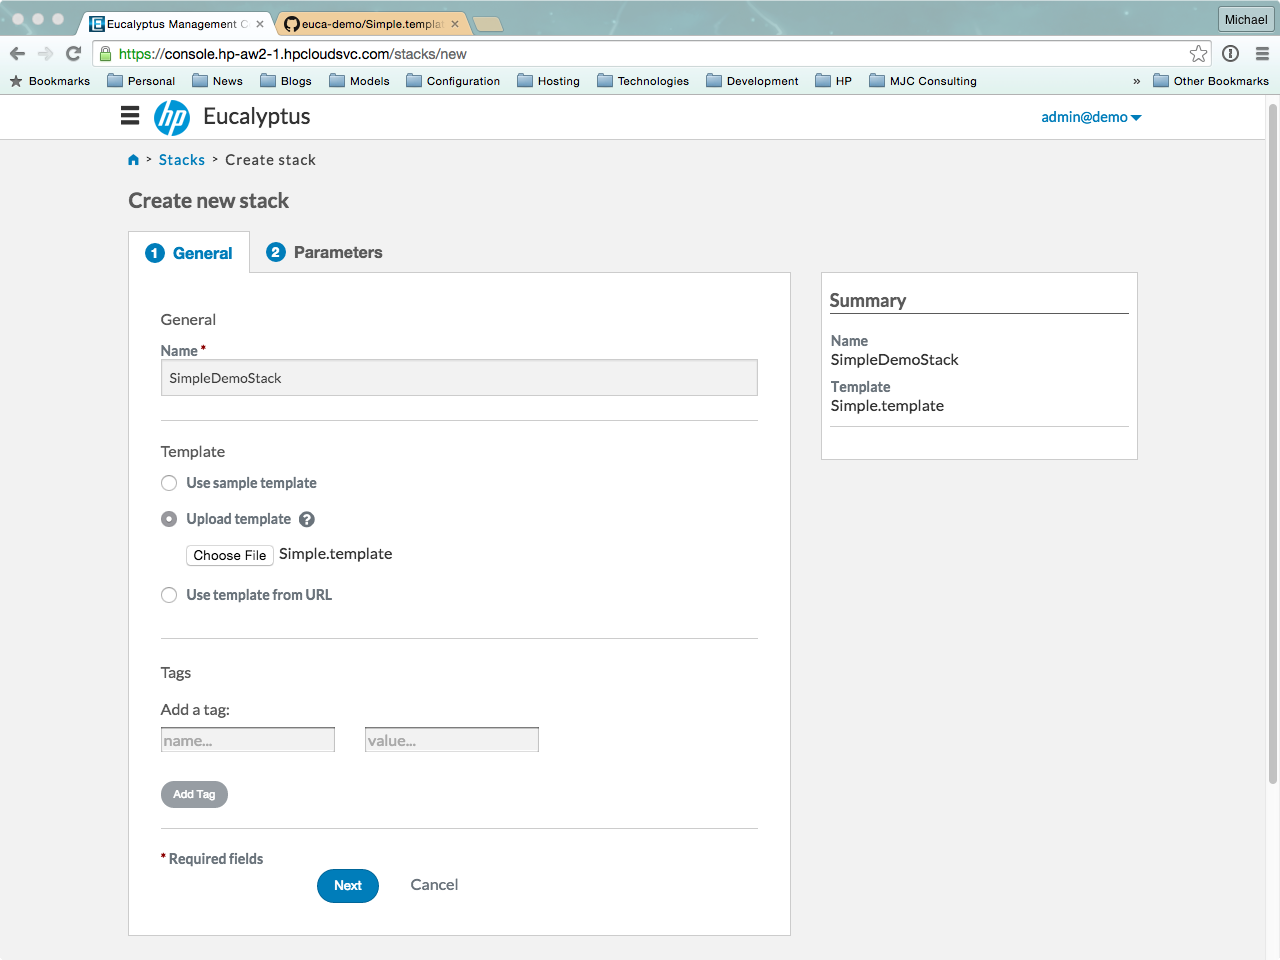 Eucalyptus Management C
euca-demo/Simple.templat
Michael
https://console.hp-aw2-1.hpcloudsvc.com/stacks/new
Bookmarks Personal News Blogs Models Configuration Hosting Technologies Development HP MJC Consulting » Other Bookmarks
hp Eucalyptus
admin@demo
> Stacks > Create stack
Create new stack
1 General
2 Parameters
General
Name *
SimpleDemoStack
Template
Use sample template
Upload template ?
Choose File Simple.template
Use template from URL
Tags
Add a tag:
name... value...
Add Tag
* Required fields
Next Cancel
Summary
Name
SimpleDemoStack
Template
Simple.template